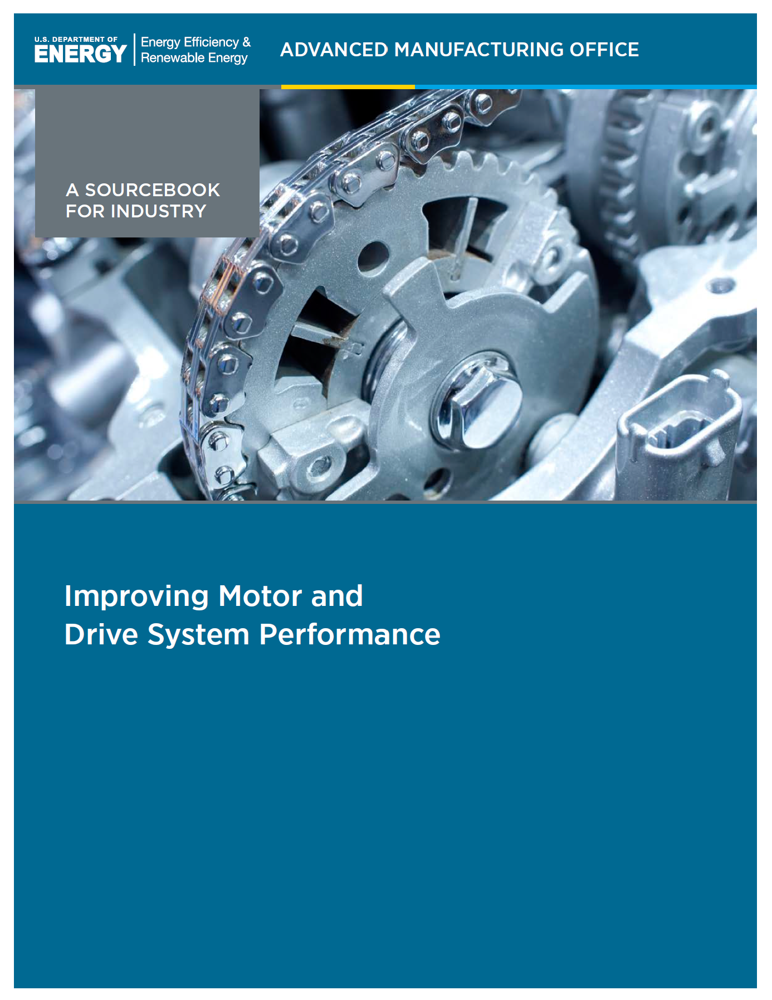 U.S. DEPARTMENT OF
ENERGY
Energy Efficiency &
Renewable Energy
ADVANCED MANUFACTURING OFFICE
A SOURCEBOOK
FOR INDUSTRY
Improving Motor and
Drive System Performance